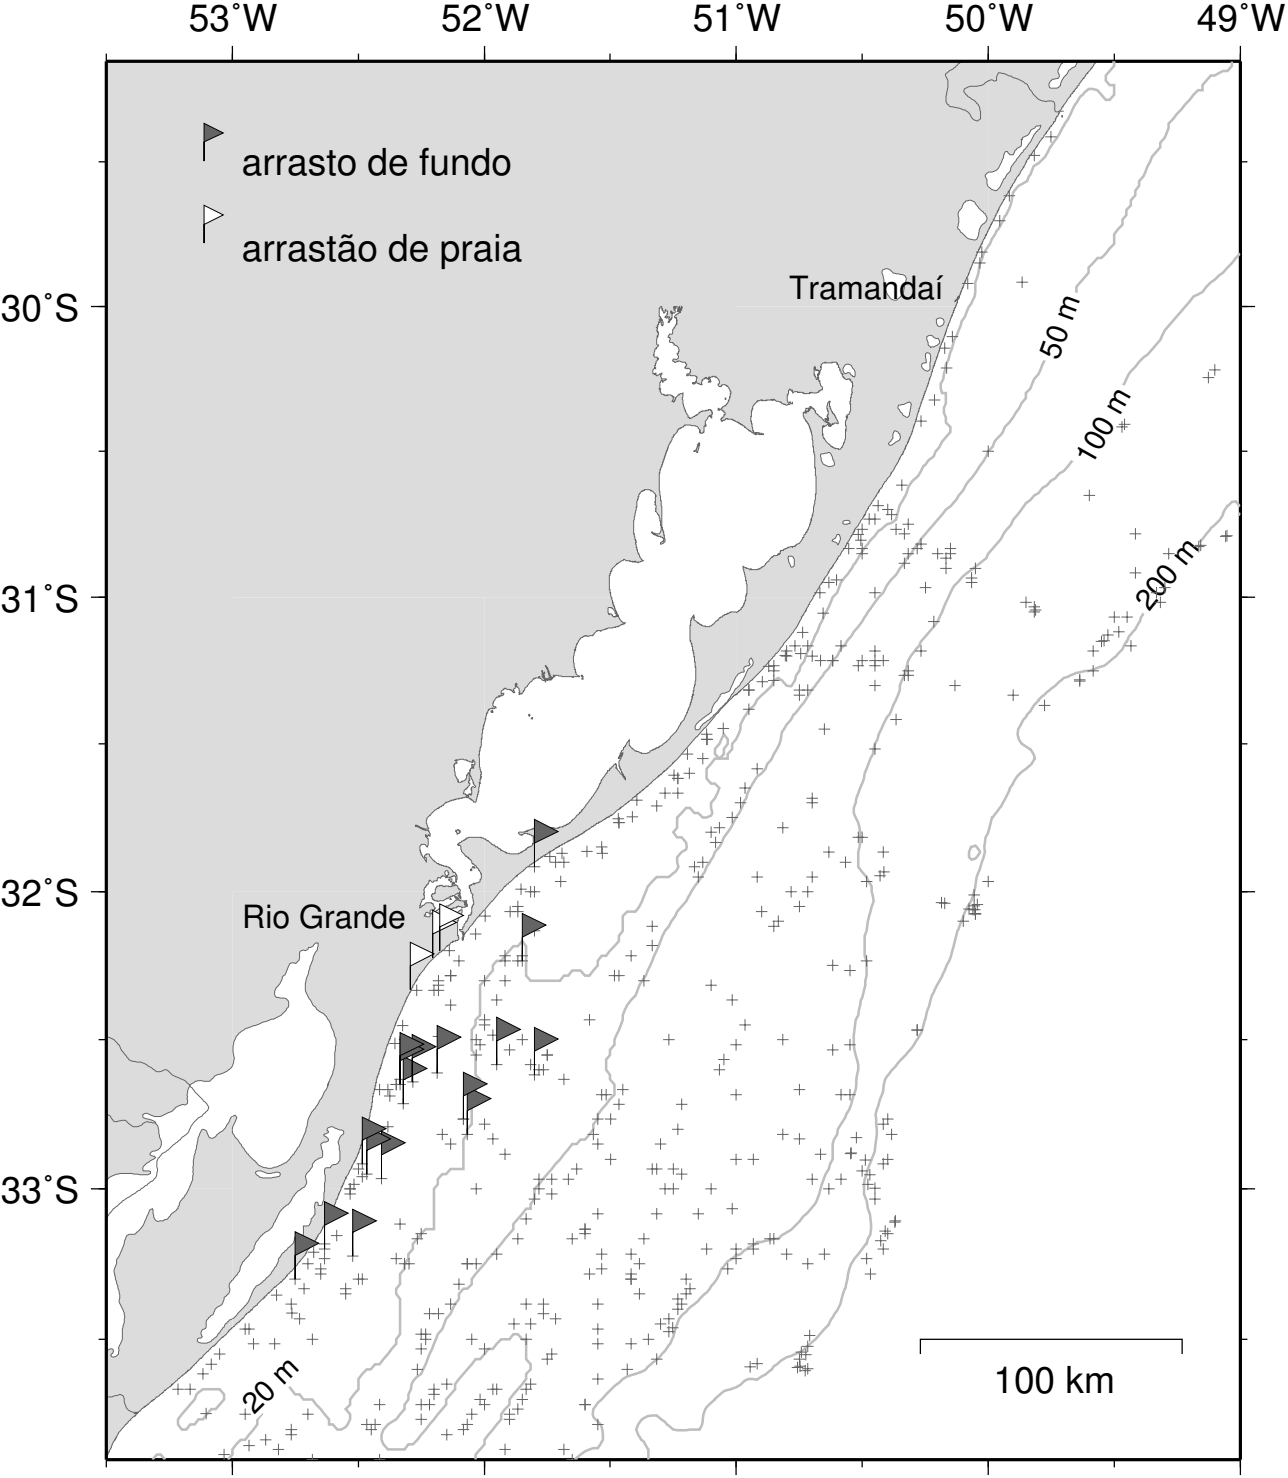 53˚W 52˚W 51˚W 50˚W 49˚W
arrasto de fundo
arrastão de praia
Tramandaí
30˚S
50 m
100 m
200 m
31˚S
32˚S
Rio Grande
33˚S
20 m
100 km